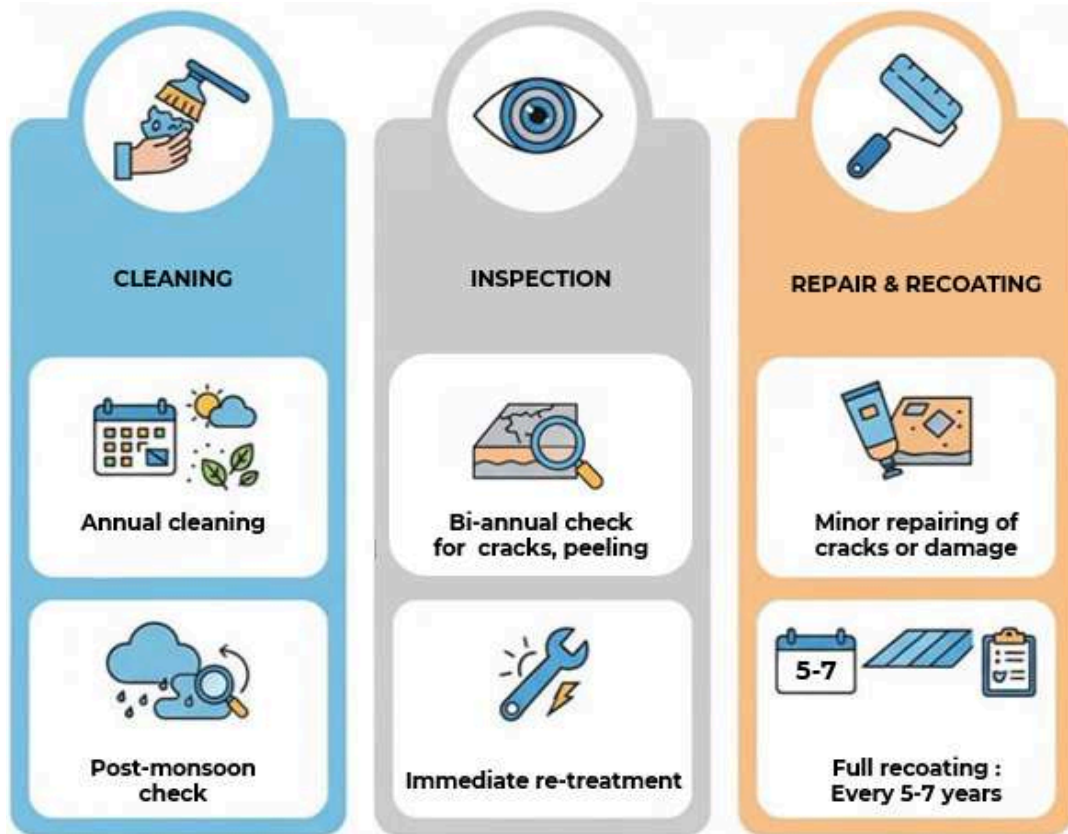 CLEANING
Annual cleaning
Post-monsoon
check
INSPECTION
Bi-annual check
for cracks, peeling
Immediate re-treatment
REPAIR & RECOATING
Minor repairing of
cracks or damage
5-7
Full recoating :
Every 5-7 years